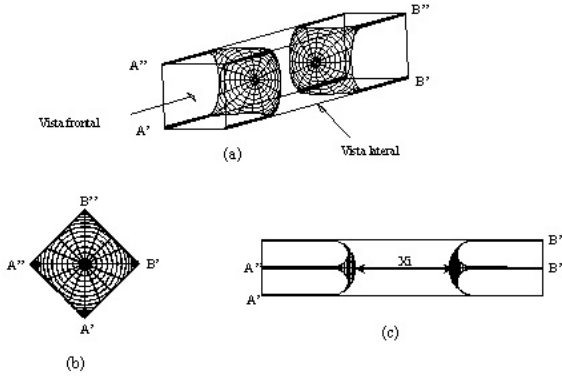 B''
A''
B'
Vista frontal
A'
Vista lateral
(a)
B''
A''
B'
A'
(b)
B'
A''
Xi
B''
A'
(c)